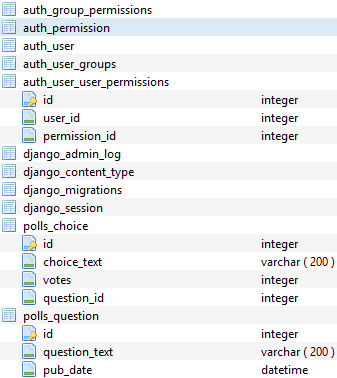 auth_group_permissions
auth_permission
auth_user
auth_user_groups
auth_user_user_permissions
id integer
user_id integer
permission_id integer
django_admin_log
django_content_type
django_migrations
django_session
polls_choice
id integer
choice_text varchar ( 200 )
votes integer
question_id integer
polls_question
id integer
question_text varchar ( 200 )
pub_date datetime